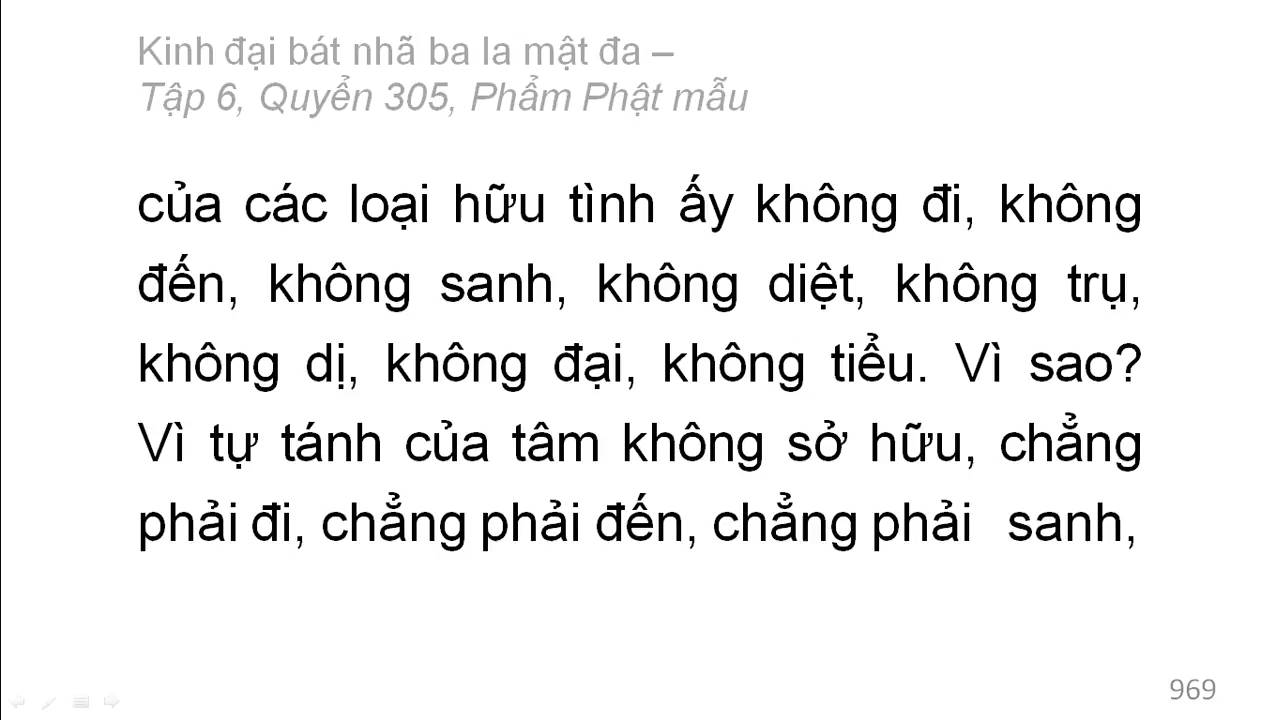 Kinh đại bát nhã ba la mật đa –
Tập 6, Quyển 305, Phẩm Phật mẫu
của các loại hữu tình ấy không đi, không
đến, không sanh, không diệt, không trụ,
không dị, không đại, không tiểu. Vì sao?
Vì tự tánh của tâm không sở hữu, chẳng
phải đi, chẳng phải đến, chẳng phải sanh,
969